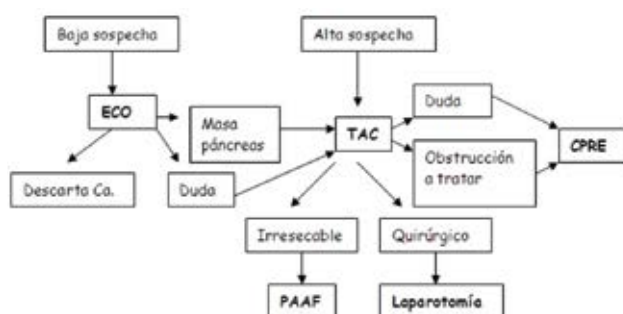 Baja sospecha
Alta sospecha
ECO
Masa
páncreas
TAC
Duda
Obstrucción
a tratar
CPRE
Descarta Ca.
Duda
Irresecable
Quirúrgico
PAAF
Laparotomía